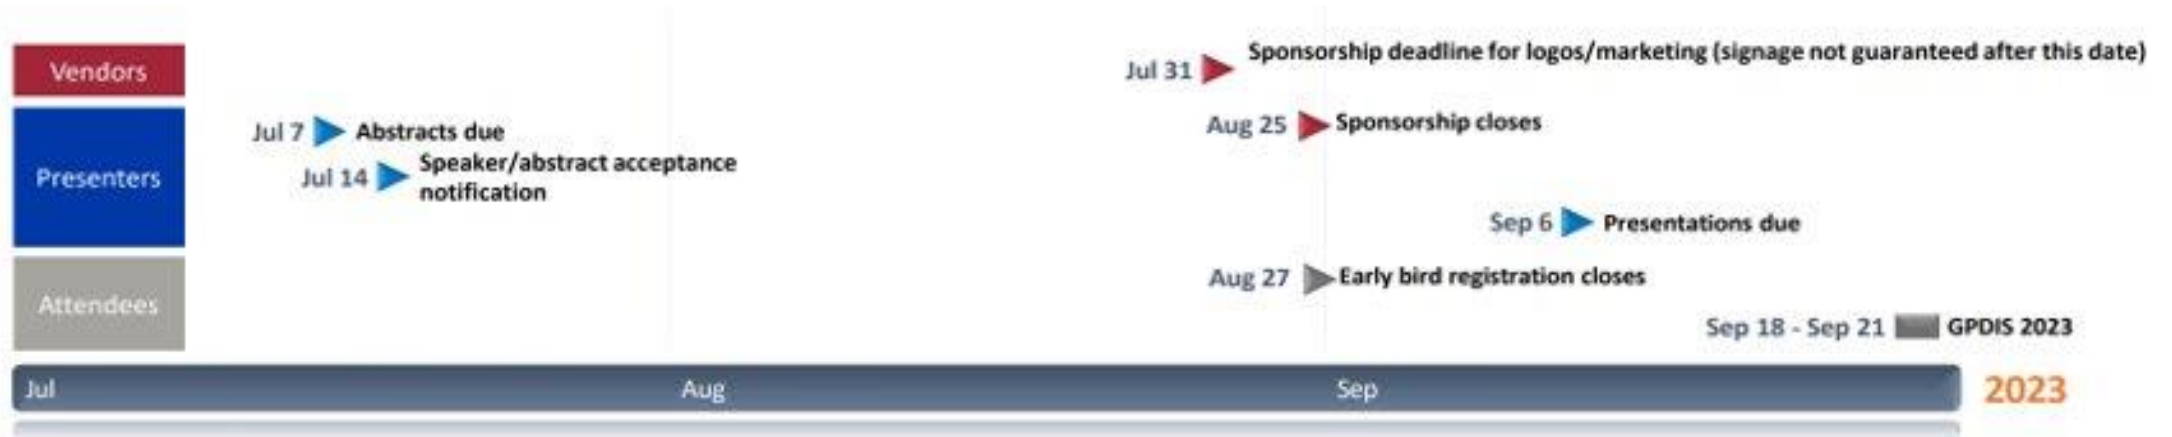 Vendors
Jul 31 Sponsorship deadline for logos/marketing (signage not guaranteed after this date)
Aug 25 Sponsorship closes
Presenters
Jul 7 Abstracts due
Jul 14 Speaker/abstract acceptance
notification
Sep 6 Presentations due
Attendees
Aug 27 Early bird registration closes
Sep 18 - Sep 21 GPDIS 2023
Jul Aug Sep 2023